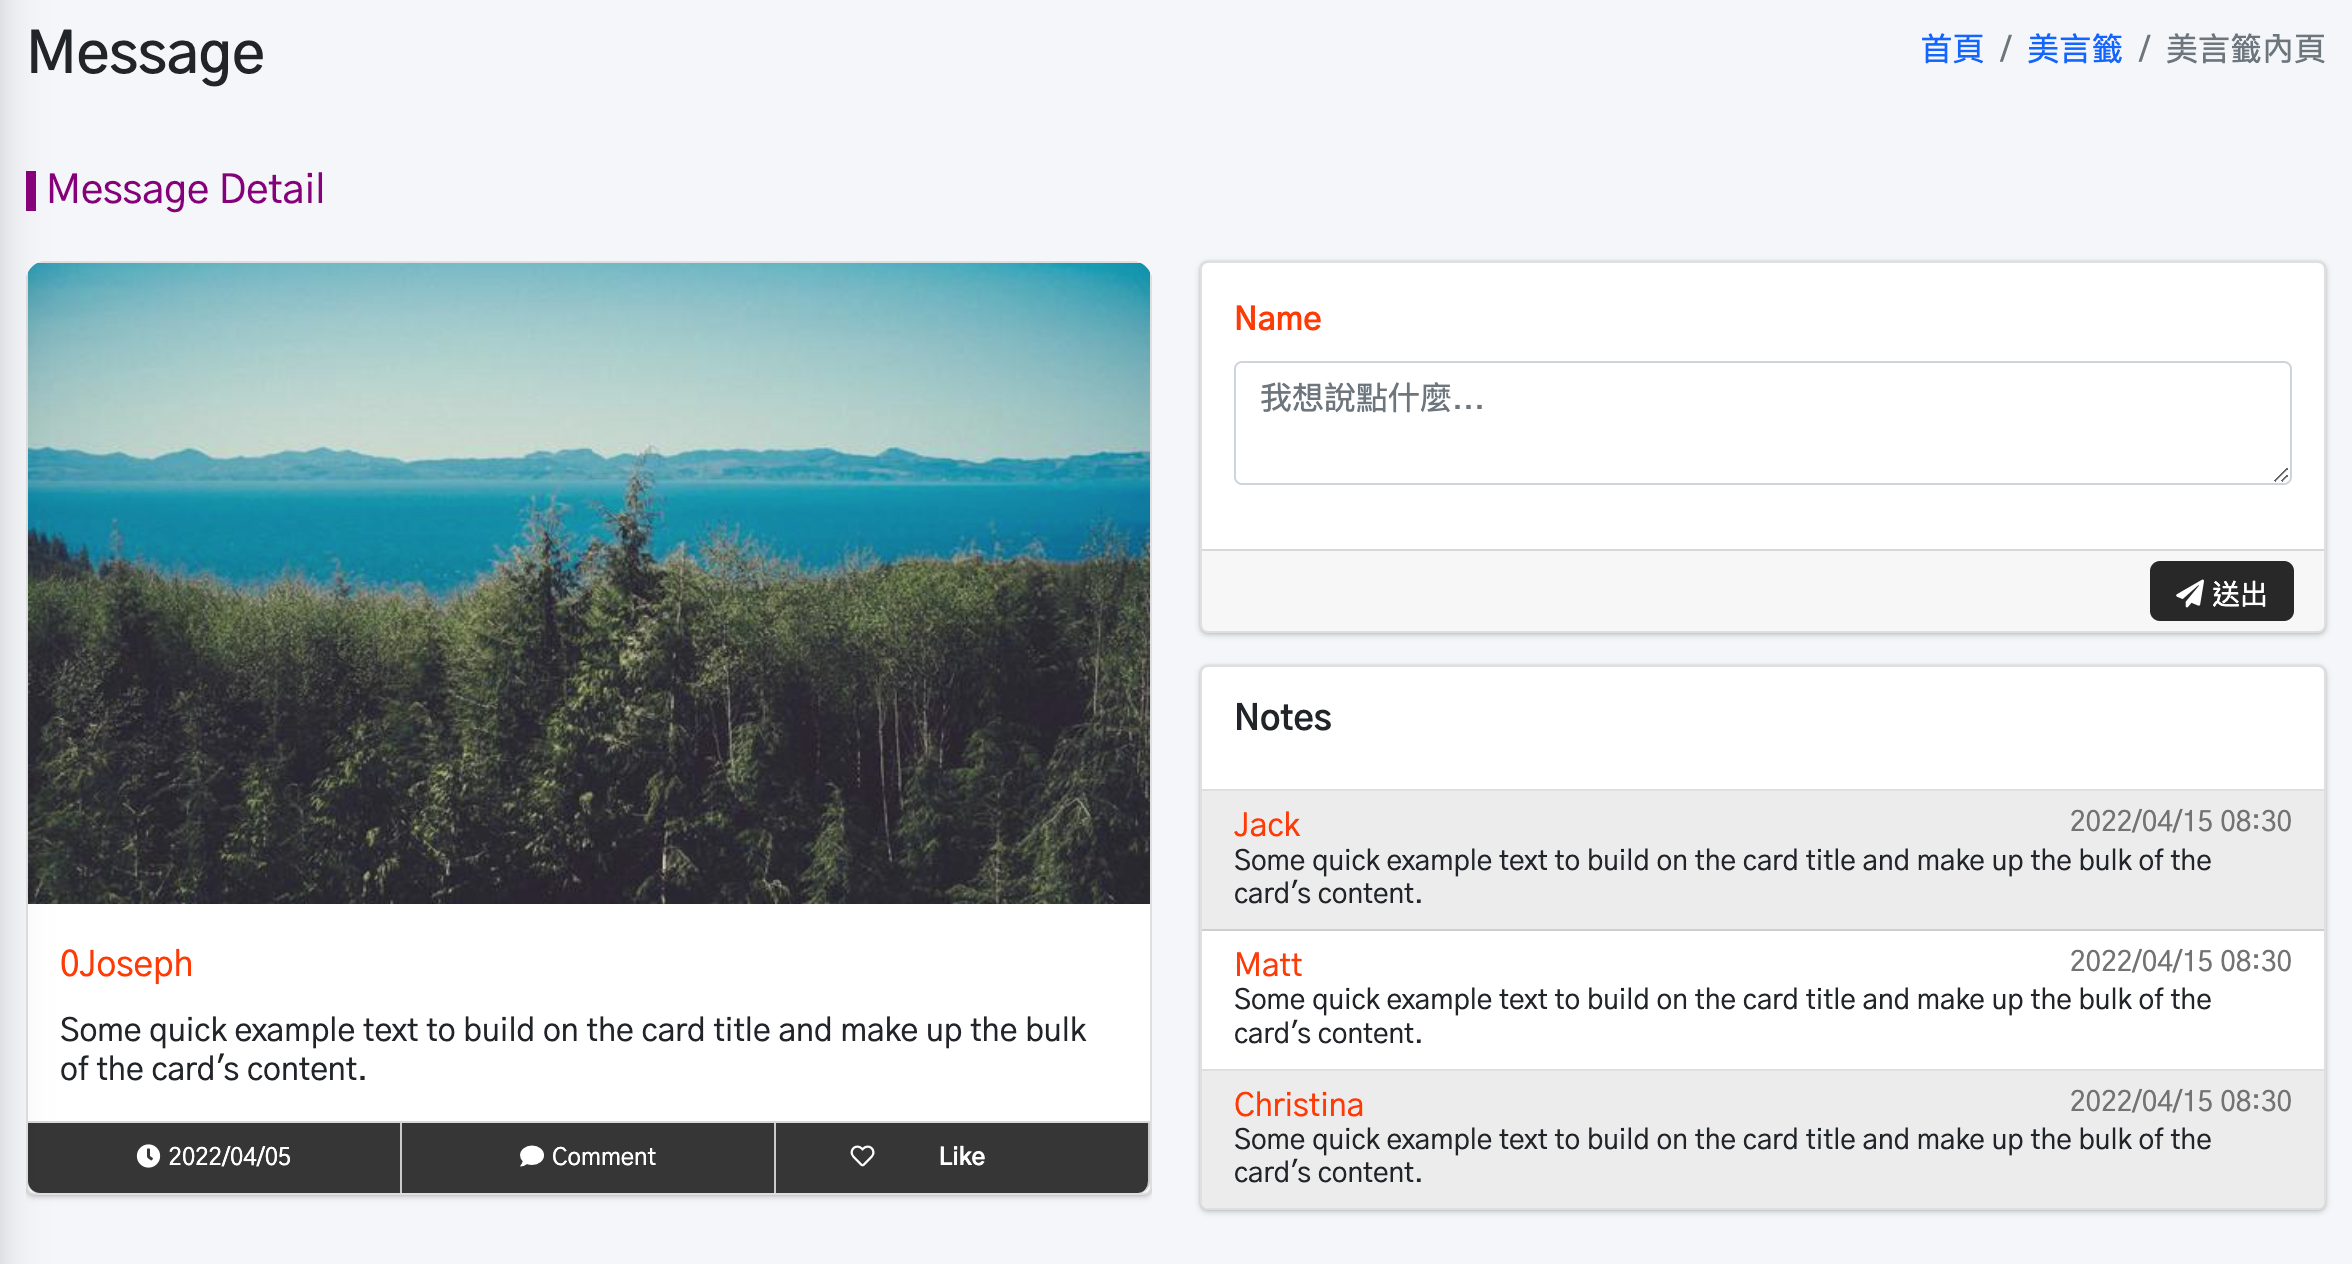 Message
首頁 / 美言籤 / 美言籤內頁
Message Detail
0Joseph
Some quick example text to build on the card title and make up the bulk
of the card's content.
2022/04/05
Comment
Like
Name
我想說點什麼...
送出
Notes
Jack
2022/04/15 08:30
Some quick example text to build on the card title and make up the bulk of the
card's content.
Matt
2022/04/15 08:30
Some quick example text to build on the card title and make up the bulk of the
card's content.
Christina
2022/04/15 08:30
Some quick example text to build on the card title and make up the bulk of the
card's content.